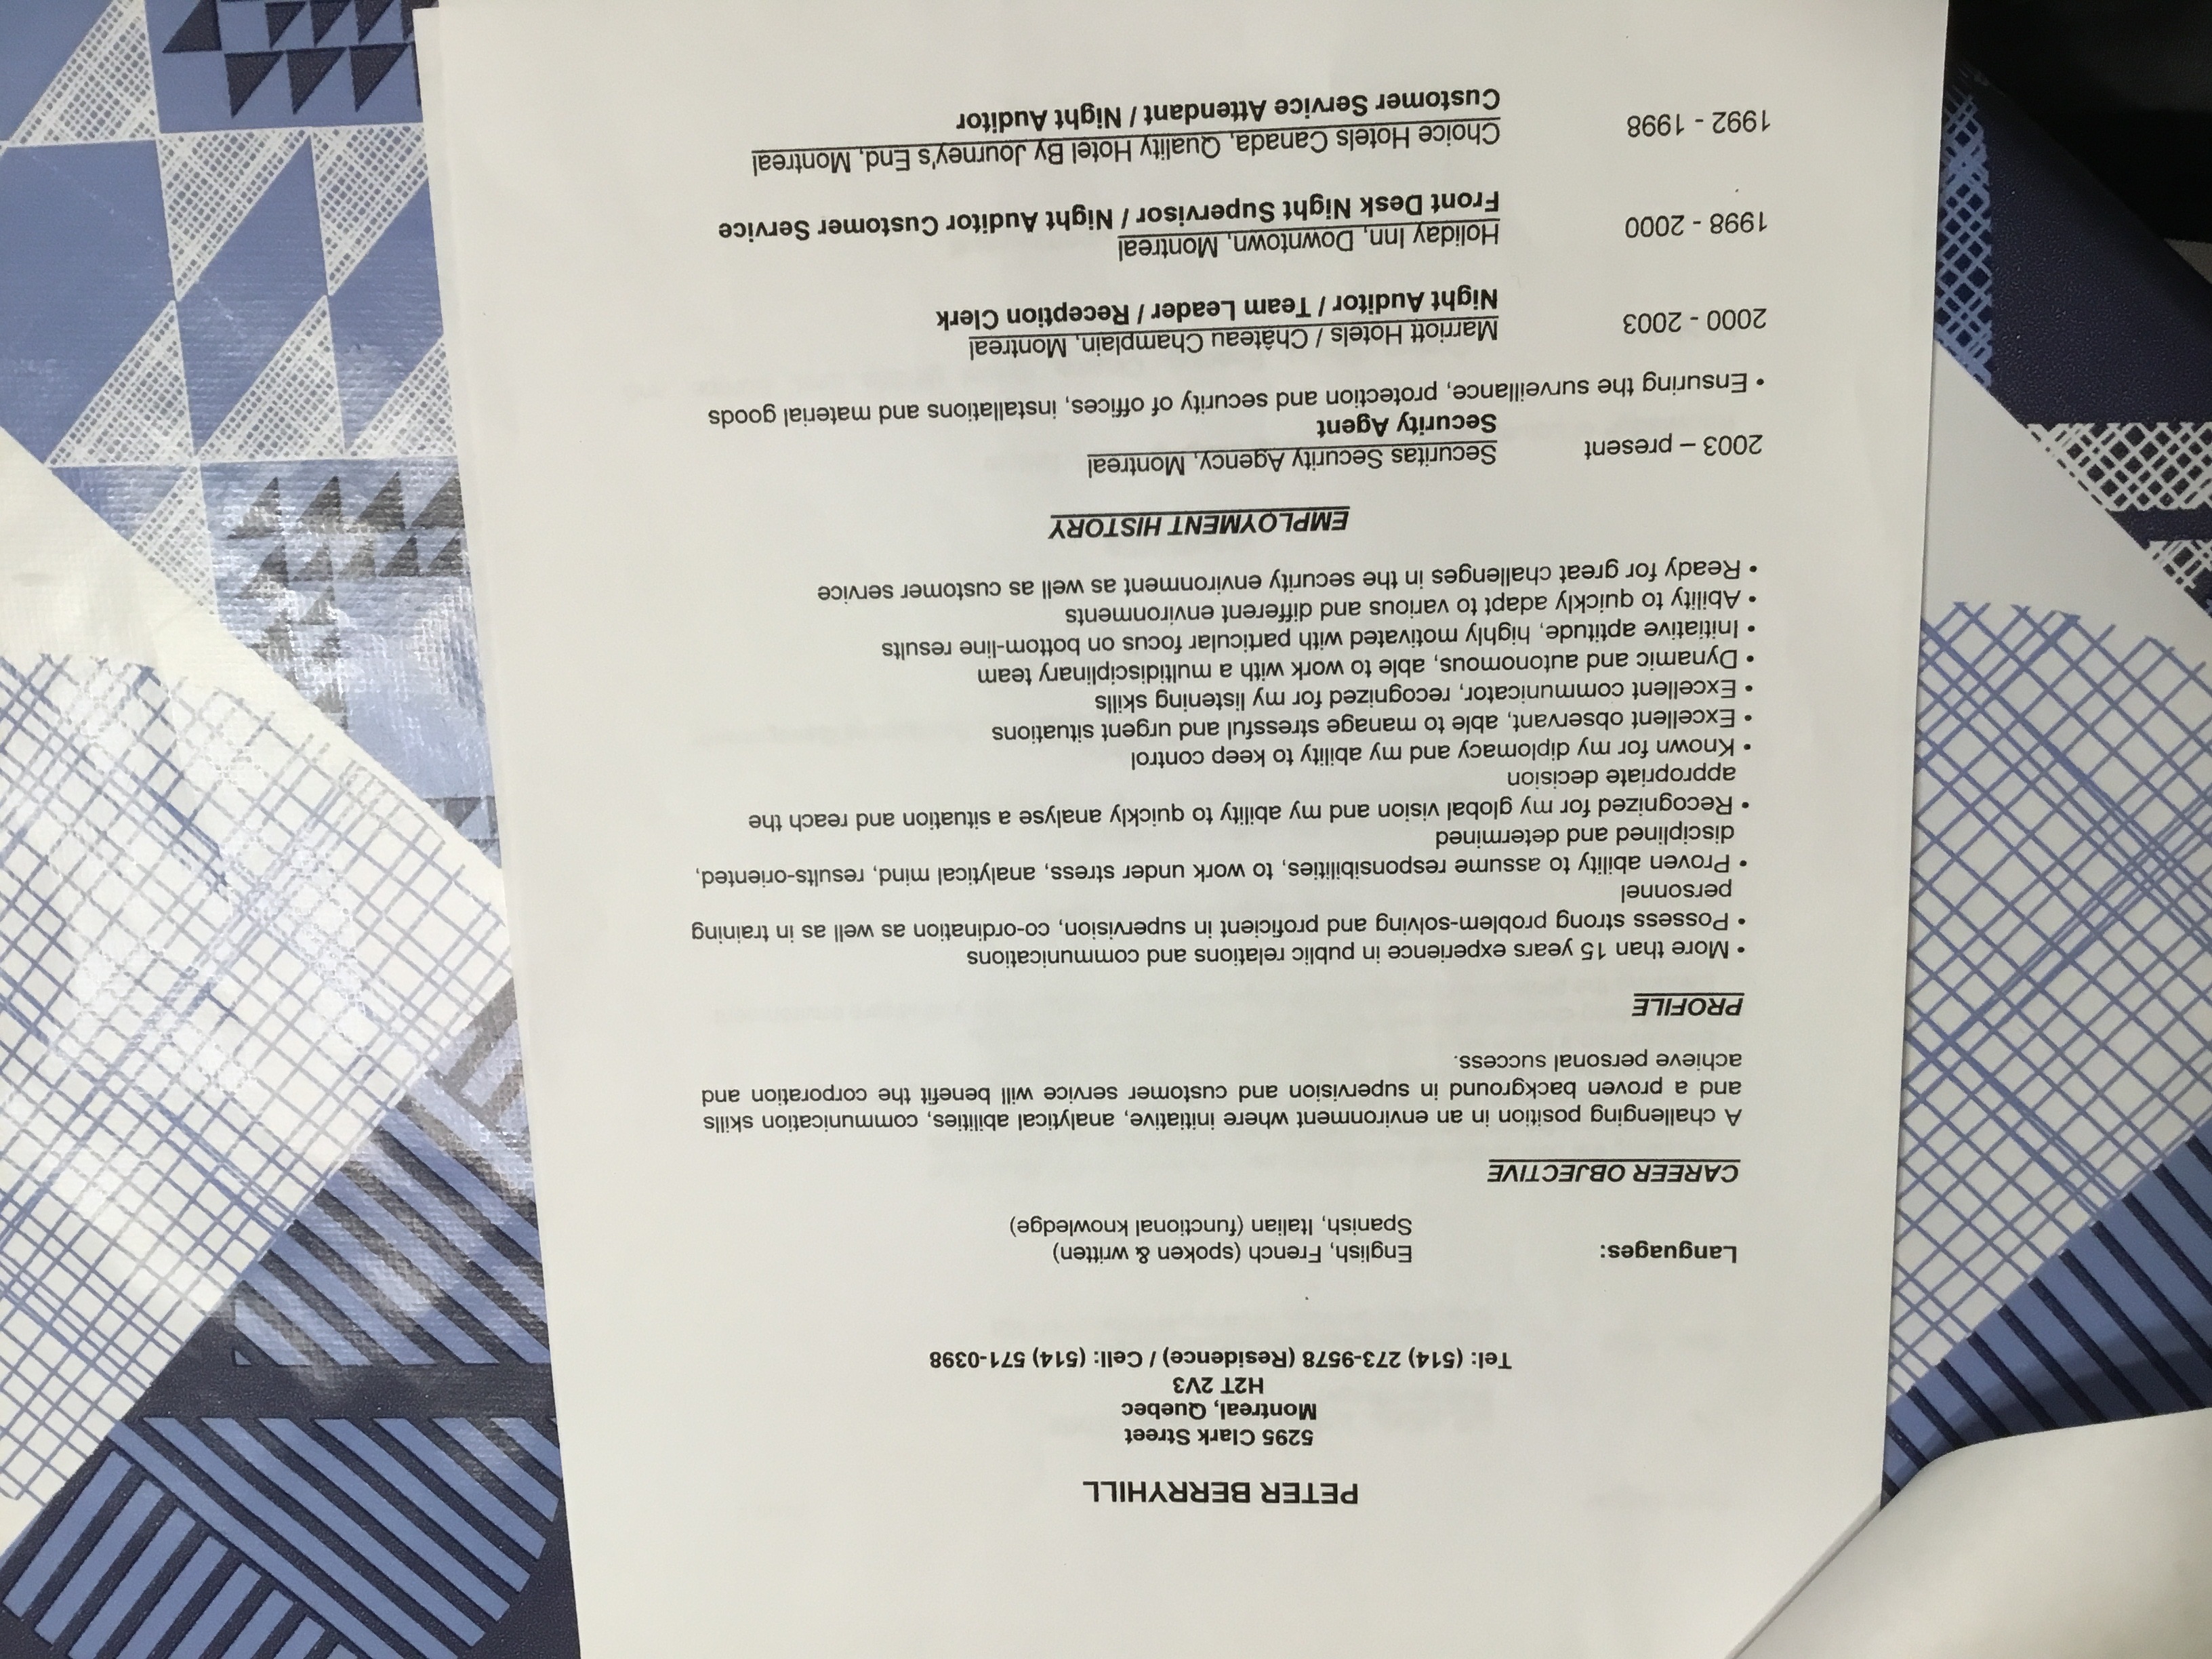 PETER BERRYHILL
5295 Clark Street
Montreal, Quebec
H2T 2V3
Tel: (514) 273-9578 (Residence) / Cell: (514) 571-0398
Languages: English, French (spoken & written)
Spanish, Italian (functional knowledge)
CAREER OBJECTIVE
A challenging position in an environment where initiative, analytical abilities, communication skills
and a proven background in supervision and customer service will benefit the corporation and
achieve personal success.
PROFILE
• More than 15 years experience in public relations and communications
• Possess strong problem-solving and proficient in supervision, co-ordination as well as in training
personnel
• Proven ability to assume responsibilities, to work under stress, analytical mind, results-oriented,
disciplined and determined
• Recognized for my global vision and my ability to quickly analyse a situation and reach the
appropriate decision
• Known for my diplomacy and my ability to keep control
• Excellent observant, able to manage stressful and urgent situations
• Excellent communicator, recognized for my listening skills
• Dynamic and autonomous, able to work with a multidisciplinary team
• Initiative aptitude, highly motivated with particular focus on bottom-line results
• Ability to quickly adapt to various and different environments
• Ready for great challenges in the security environment as well as customer service
EMPLOYMENT HISTORY
2003 – present Securitas Security Agency, Montreal
Security Agent
• Ensuring the surveillance, protection and security of offices, installations and material goods
2000 - 2003 Marriott Hotels / Château Champlain, Montreal
Night Auditor / Team Leader / Reception Clerk
1998 - 2000 Holiday Inn, Downtown, Montreal
Front Desk Night Supervisor / Night Auditor Customer Service
1992 - 1998 Choice Hotels Canada, Quality Hotel By Journey's End, Montreal
Customer Service Attendant / Night Auditor